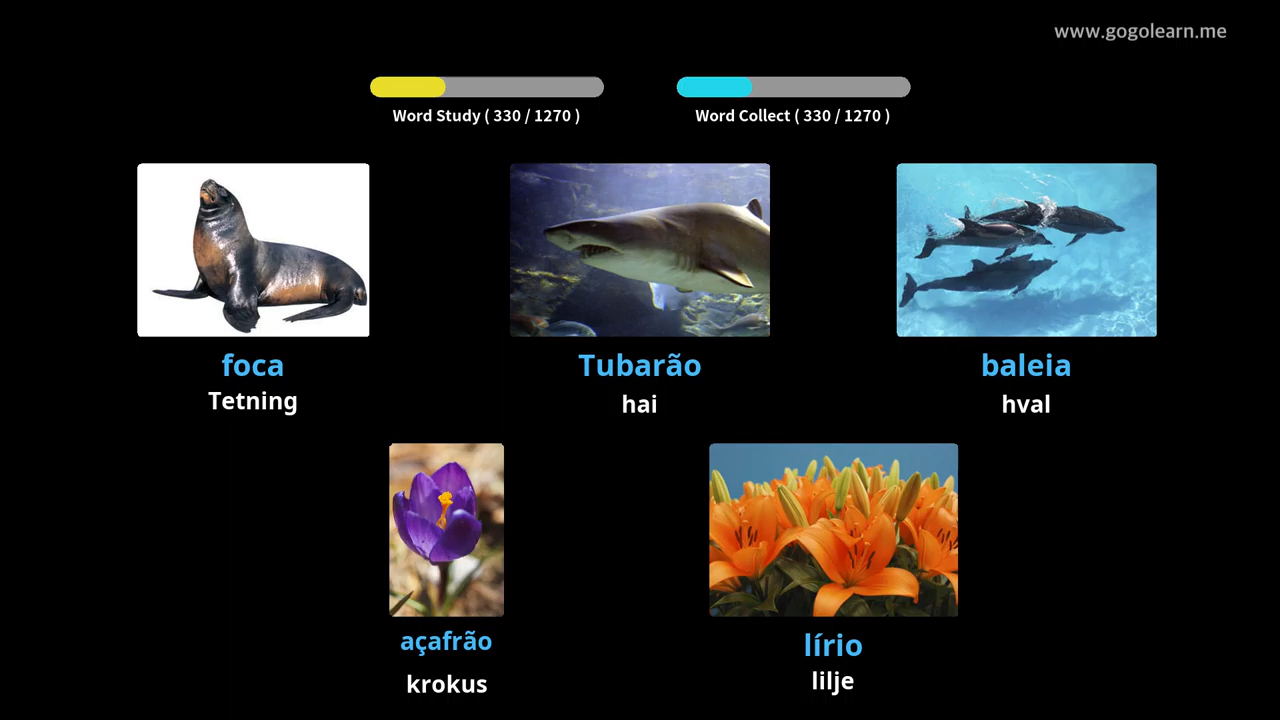 www.gogolearn.me
Word Study ( 330 / 1270 )
Word Collect ( 330 / 1270 )
foca
Tetning
Tubarão
hai
baleia
hval
açafrão
krokus
lírio
lilje